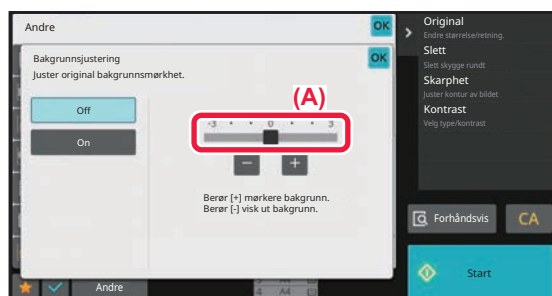 Andre
OK
Bakgrunnsjustering
OK
Juster original bakgrunnsmørkhet.
Off
On
(A)
-3 • • 0 • • 3
− +
Berør [+] mørkere bakgrunn.
Berør [-] visk ut bakgrunn.
Original
Endre størrelse/retning.
Slett
Slett skygge rundt
Skarphet
Juster kontur av bildet
Kontrast
Velg type/kontrast
Forhåndsvis
CA
Start
Andre
4 A4